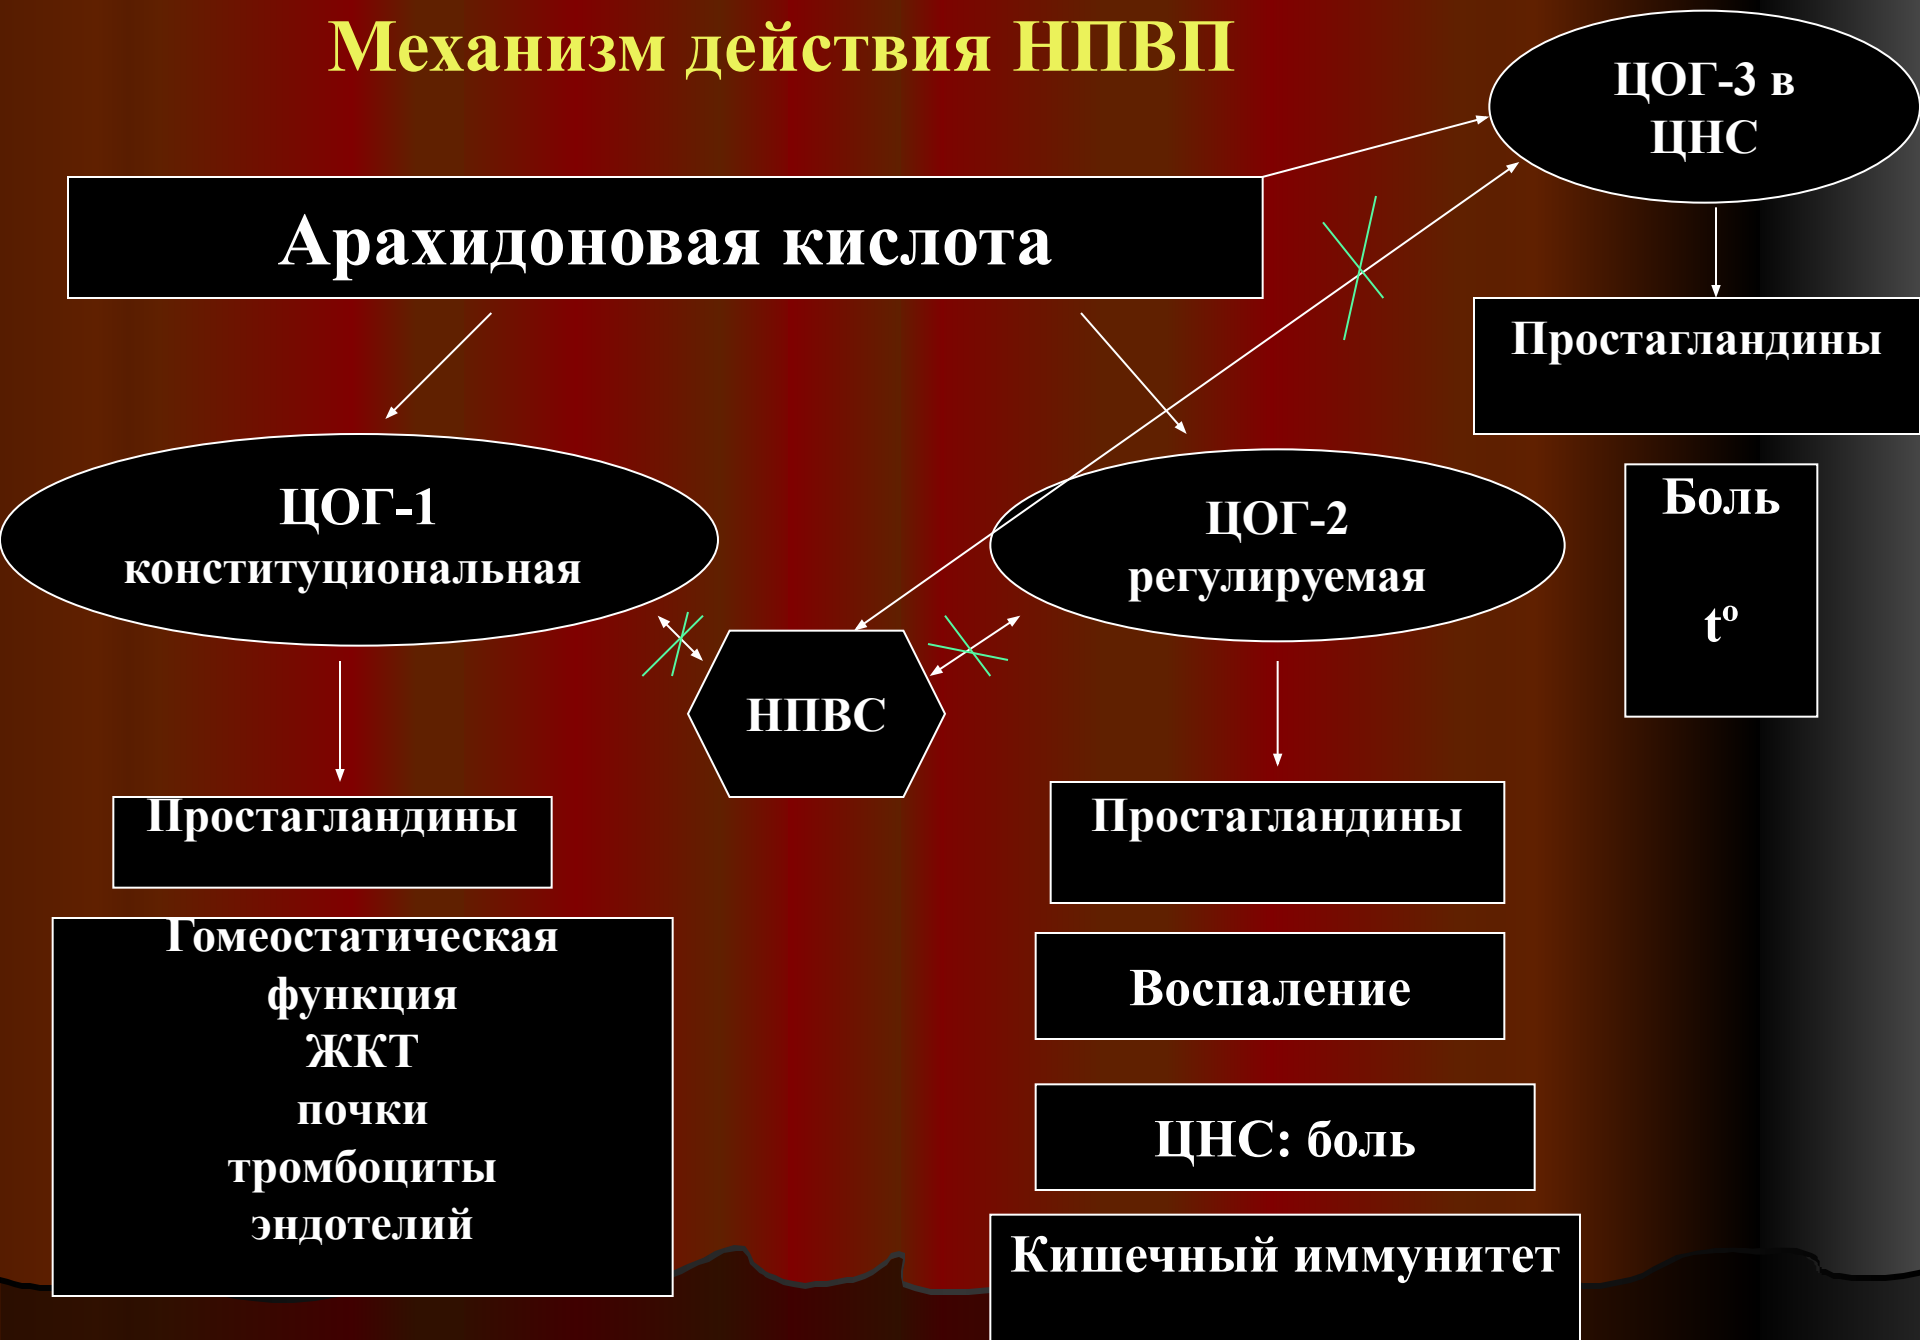 Механизм действия НПВП
ЦОГ-3 в
ЦНС
Арахидоновая кислота
Простагландины
ЦОГ-1
конституциональная
ЦОГ-2
регулируемая
Боль
tº
НПВС
Простагландины
Простагландины
Гомеостатическая
функция
ЖКТ
почки
тромбоциты
эндотелий
Воспаление
ЦНС: боль
Кишечный иммунитет